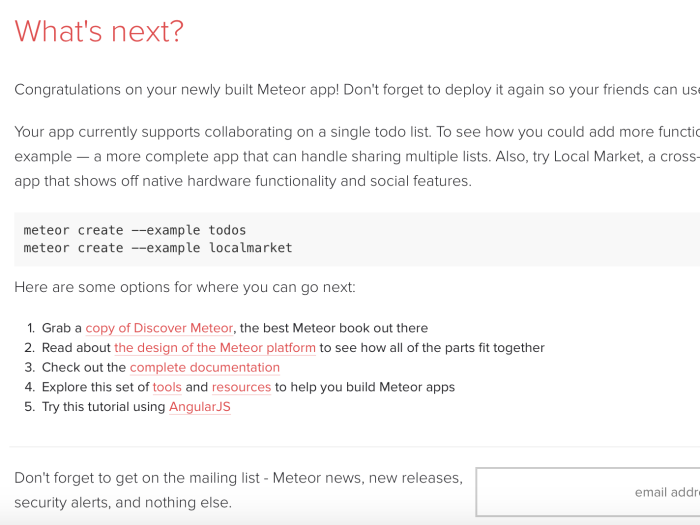 What's next?
Congratulations on your newly built Meteor app! Don't forget to deploy it again so your friends can
Your app currently supports collaborating on a single todo list. To see how you could add more
example — a more complete app that can handle sharing multiple lists. Also, try Local Market, a cross-
app that shows off native hardware functionality and social features.
meteor create --example todos
meteor create --example localmarket
Here are some options for where you can go next:
1. Grab a copy of Discover Meteor, the best Meteor book out there
2. Read about the design of the Meteor platform to see how all of the parts fit together
3. Check out the complete documentation
4. Explore this set of tools and resources to help you build Meteor apps
5. Try this tutorial using AngularJS
Don't forget to get on the mailing list - Meteor news, new releases,
security alerts, and nothing else.
email